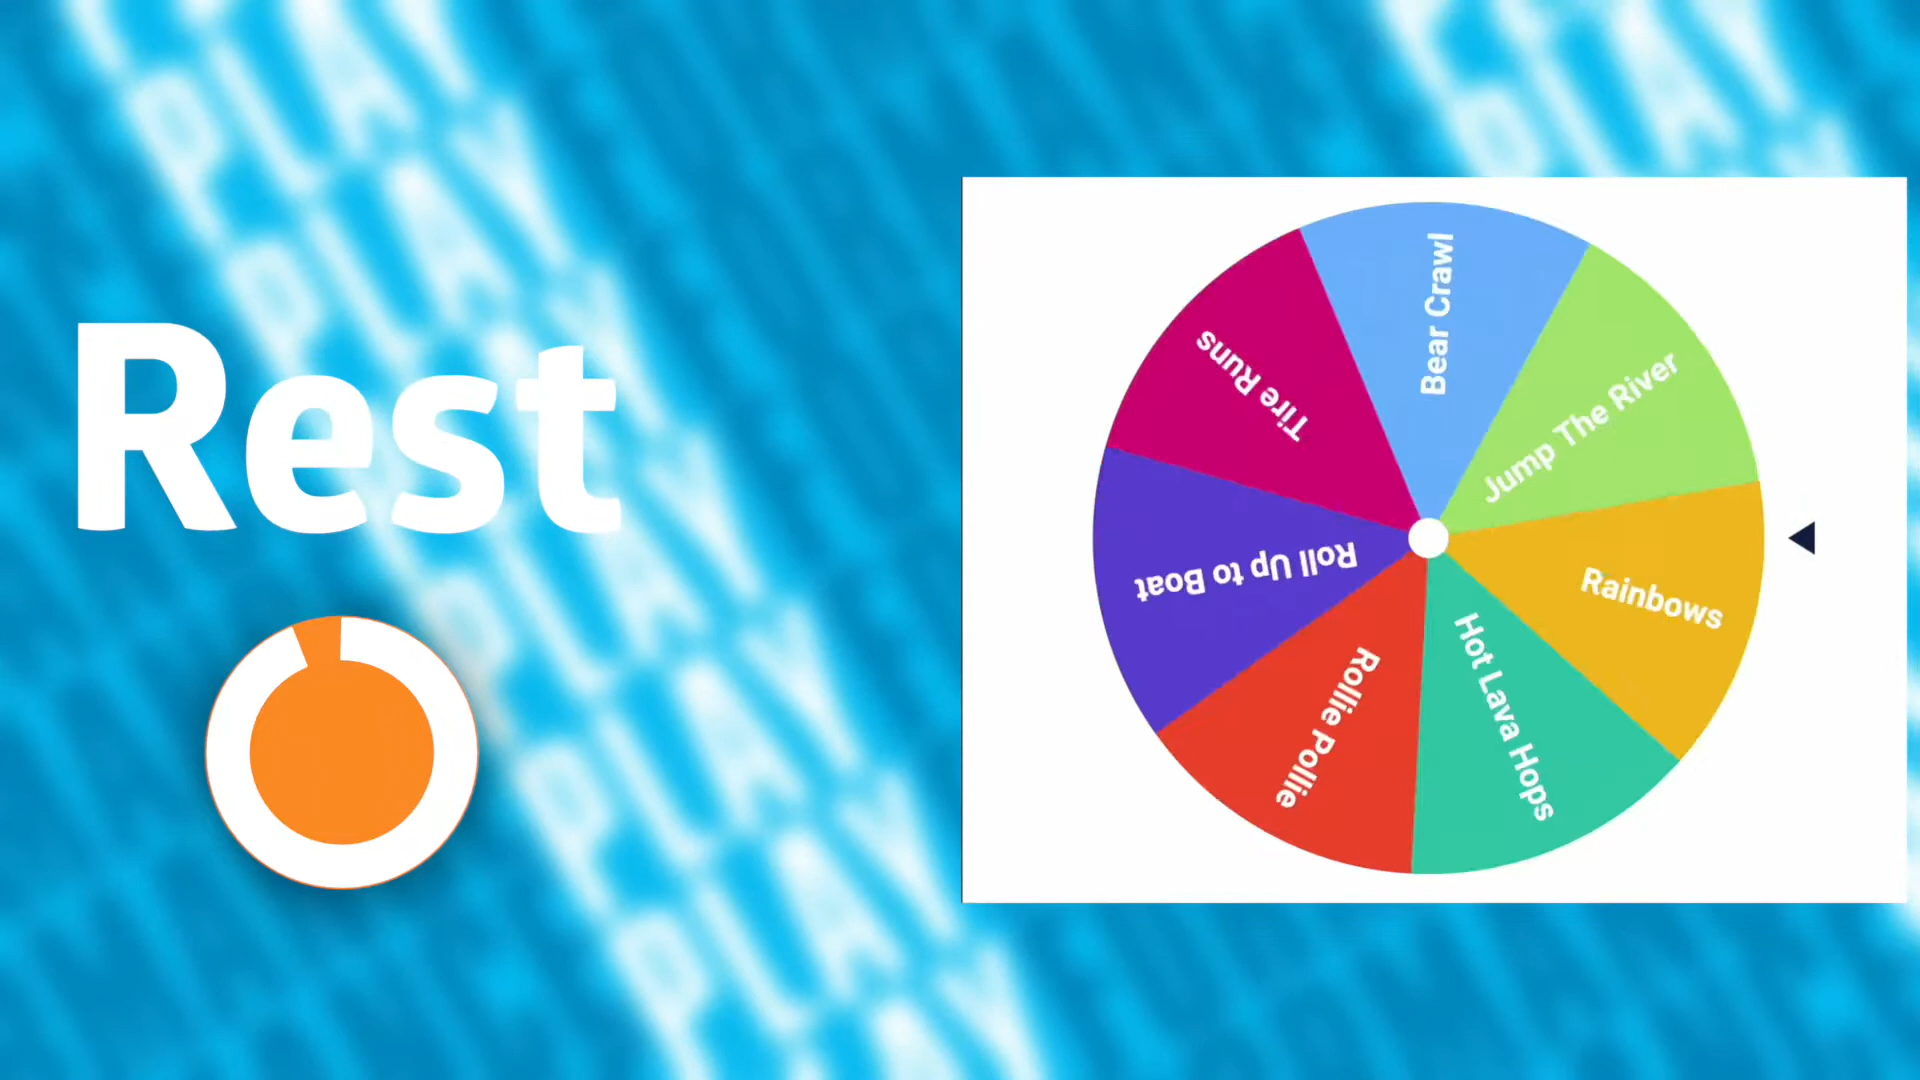 Rest
Bear Crawl
Jump The River
Rainbows
Hot Lava Hops
Rollie Pollie
Roll Up to Boat
Tire Runs